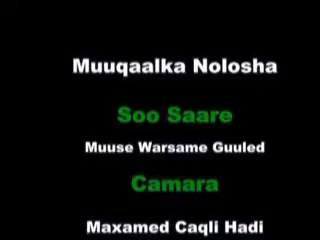 Muuqaalka Nolosha
Soo Saare
Muuse Warsame Guuled
Camara
Maxamed Caqli Hadi